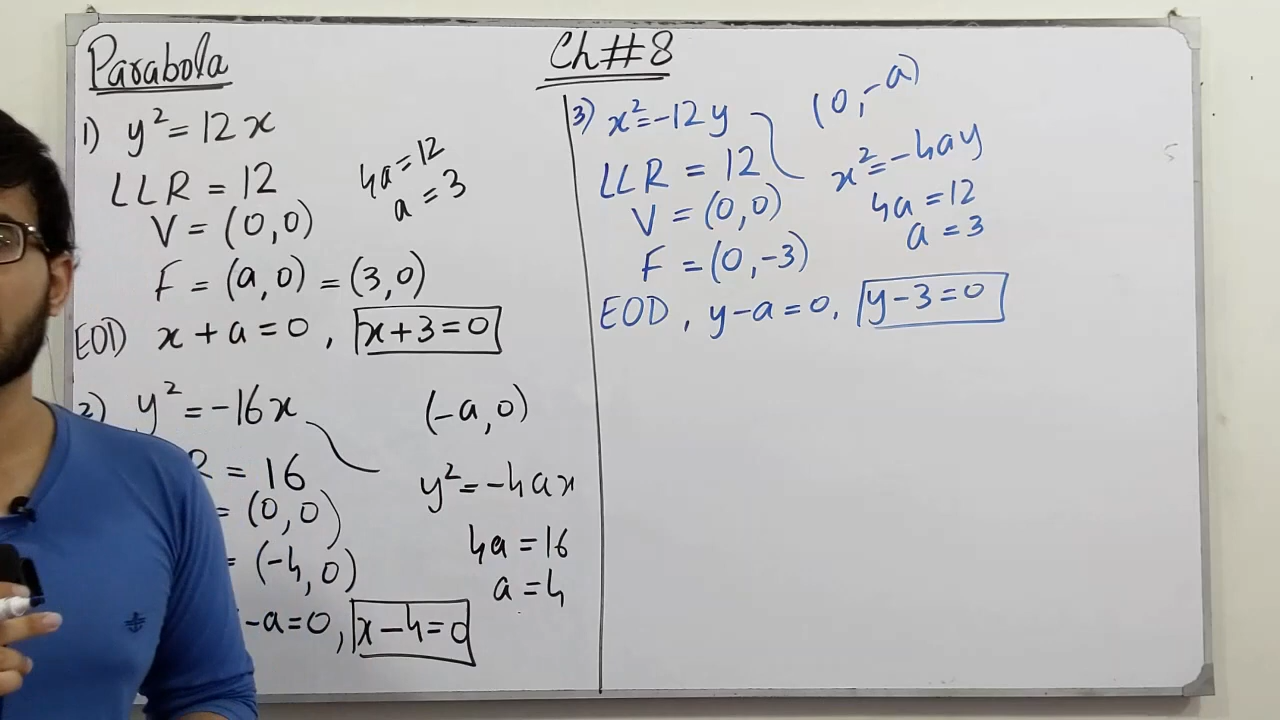 Parabola
Ch#8
1) y²=12x
LLR = 12
4a=12
a=3
V = (0,0)
F = (a,0) = (3,0)
EOD x+a=0, x+3=0
2) y²=-16x
(-a,0)
R = 16
y²=-4ax
= (0,0)
4a=16
= (-4,0)
a=4
-a=0, x-4=0
3) x²=-12y
(0,-a)
LLR = 12
x²=-4ay
V = (0,0)
4a=12
a=3
F = (0,-3)
EOD, y-a=0, y-3=0